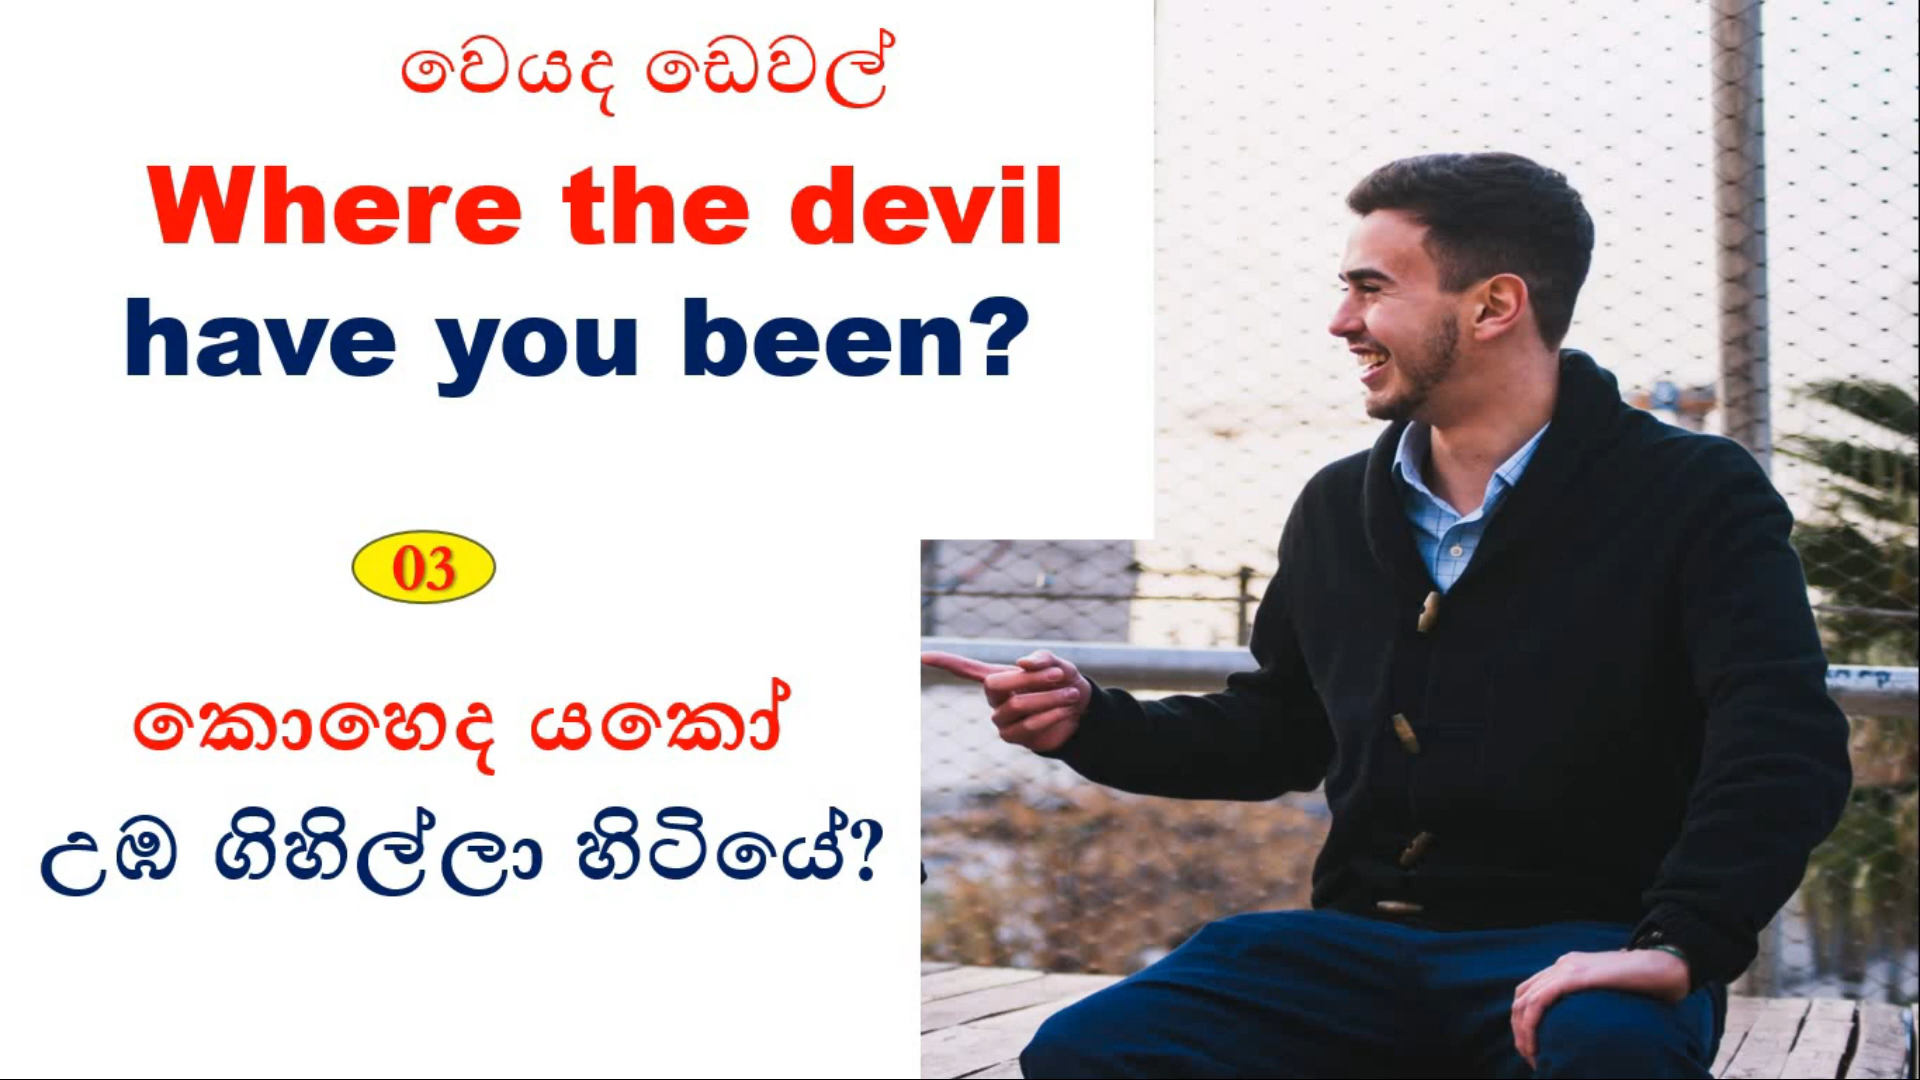 වෙයද ඩෙවල්
Where the devil
have you been?
03
කොහෙද යකෝ
උඹ ගිහිල්ලා හිටියේ?